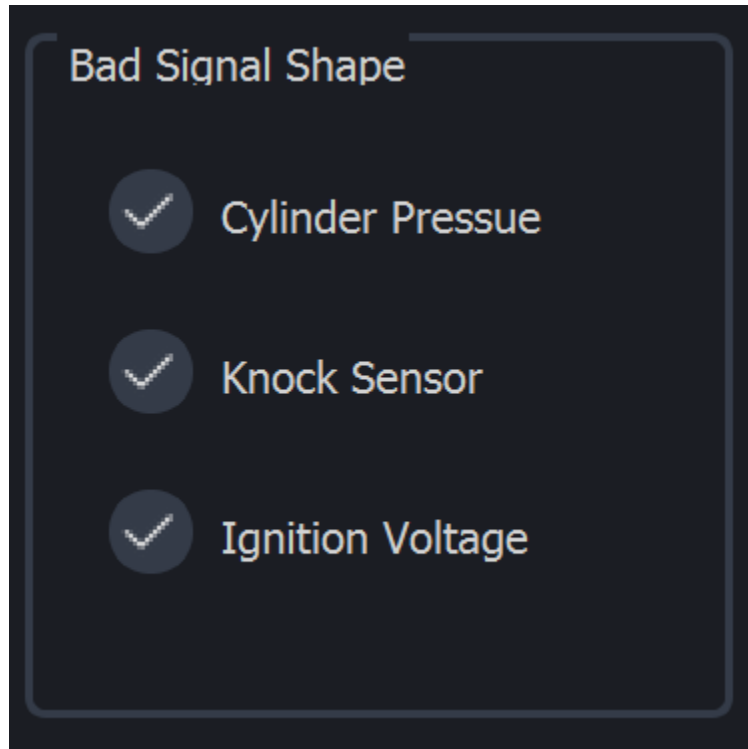 Bad Signal Shape
Cylinder Pressue
Knock Sensor
Ignition Voltage